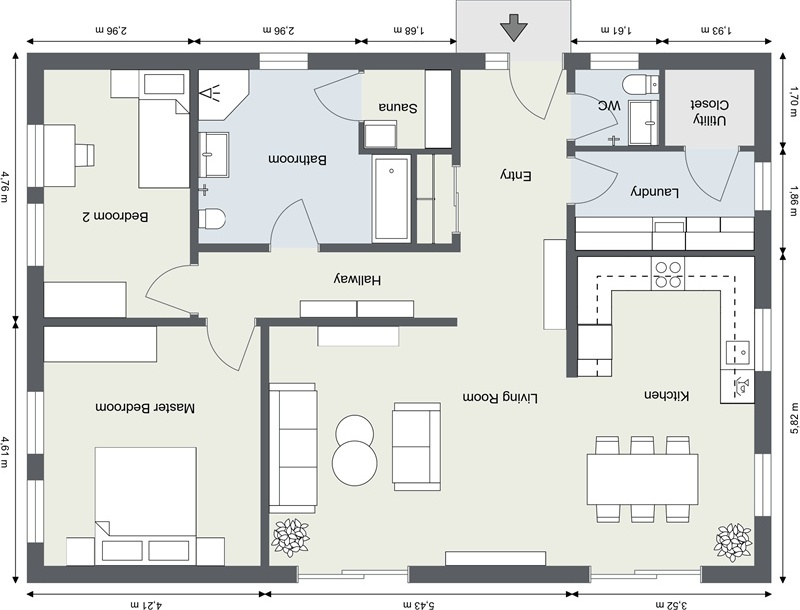 3,52 m
5,43 m
4,21 m
5,82 m
4,61 m
Kitchen
Living Room
Master Bedroom
Hallway
Bedroom 2
1,86 m
Laundry
Entry
Bathroom
4,76 m
Utility
Closet
WC
Sauna
1,70 m
1,93 m
1,61 m
1,68 m
2,96 m
2,96 m